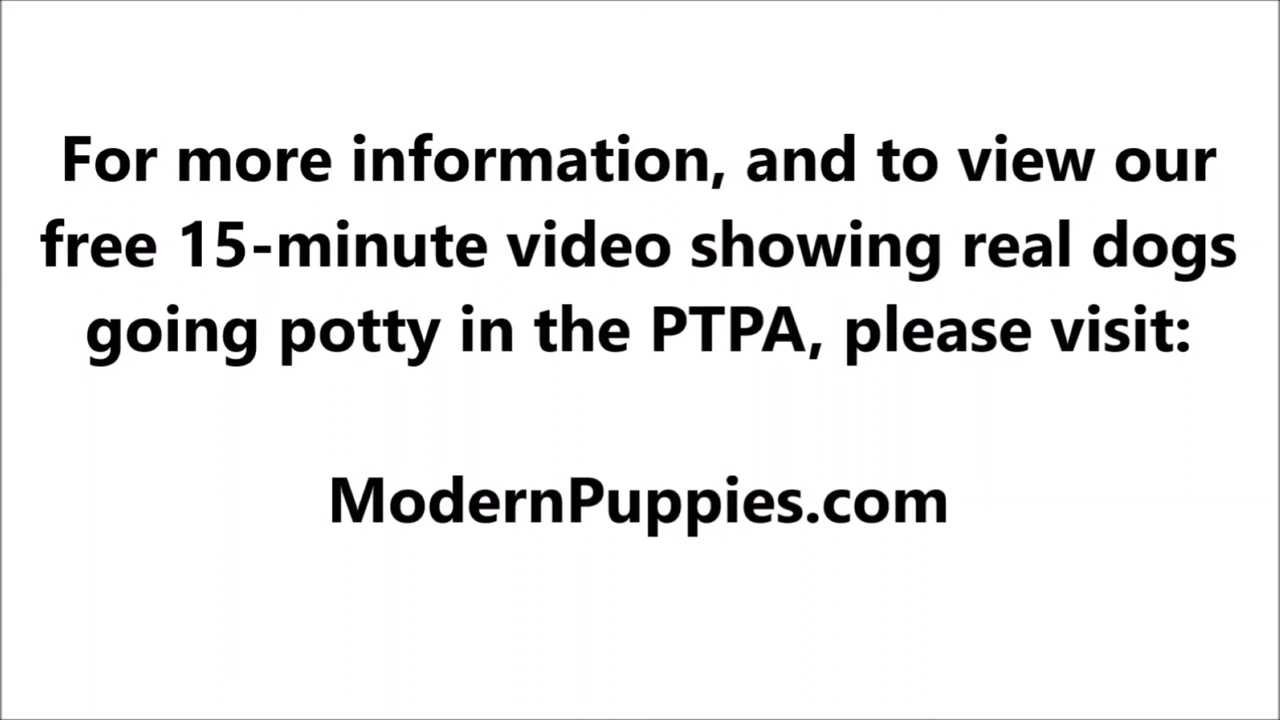 For more information, and to view our
free 15-minute video showing real dogs
going potty in the PTPA, please visit:
ModernPuppies.com